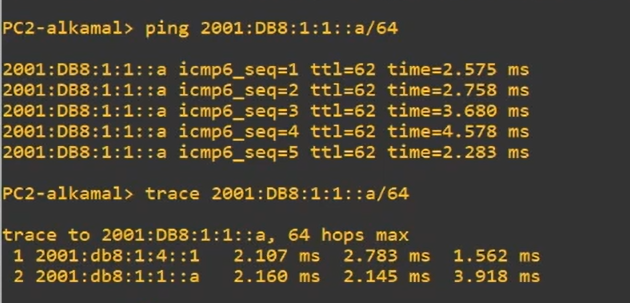 PC2-alkamal> ping 2001:DB8:1:1::a/64
2001:DB8:1:1::a icmp6_seq=1 ttl=62 time=2.575 ms
2001:DB8:1:1::a icmp6_seq=2 ttl=62 time=2.758 ms
2001:DB8:1:1::a icmp6_seq=3 ttl=62 time=3.680 ms
2001:DB8:1:1::a icmp6_seq=4 ttl=62 time=4.578 ms
2001:DB8:1:1::a icmp6_seq=5 ttl=62 time=2.283 ms
PC2-alkamal> trace 2001:DB8:1:1::a/64
trace to 2001:DB8:1:1::a, 64 hops max
1 2001:db8:1:4::1 2.107 ms 2.783 ms 1.562 ms
2 2001:db8:1:1::a 2.160 ms 2.145 ms 3.918 ms